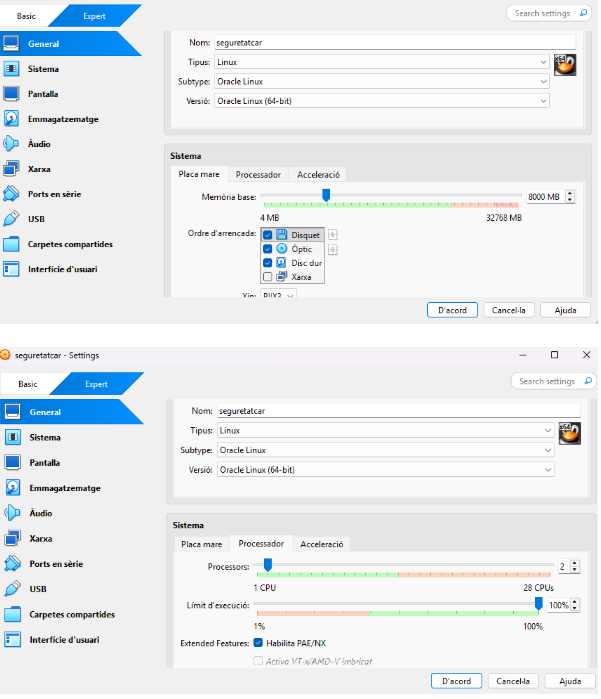 Basic Expert Search settings
General
Sistema
Pantalla
Emmagatzematge
Àudio
Xarxa
Ports en sèrie
USB
Carpetes compartides
Interfície d'usuari
Nom: seguretatcar
Tipus: Linux
x64
Subtype: Oracle Linux
Versió: Oracle Linux (64-bit)
Sistema
Placa mare Processador Acceleració
Memòria base: 8000 MB
4 MB 32768 MB
Ordre d'arrencada: Disquet
Òptic
Disc dur
Xarxa
Xip: PIIX3
D'acord Cancel·la Ajuda
seguretatcar - Settings
Basic Expert Search settings
General
Sistema
Pantalla
Emmagatzematge
Àudio
Xarxa
Ports en sèrie
USB
Carpetes compartides
Interfície d'usuari
Nom: seguretatcar
Tipus: Linux
x64
Subtype: Oracle Linux
Versió: Oracle Linux (64-bit)
Sistema
Placa mare Processador Acceleració
Processors: 2
1 CPU 28 CPUs
Límit d'execució: 100%
1% 100%
Extended Features: Habilita PAE/NX
Activa VT-x/AMD-V imbricat
D'acord Cancel·la Ajuda